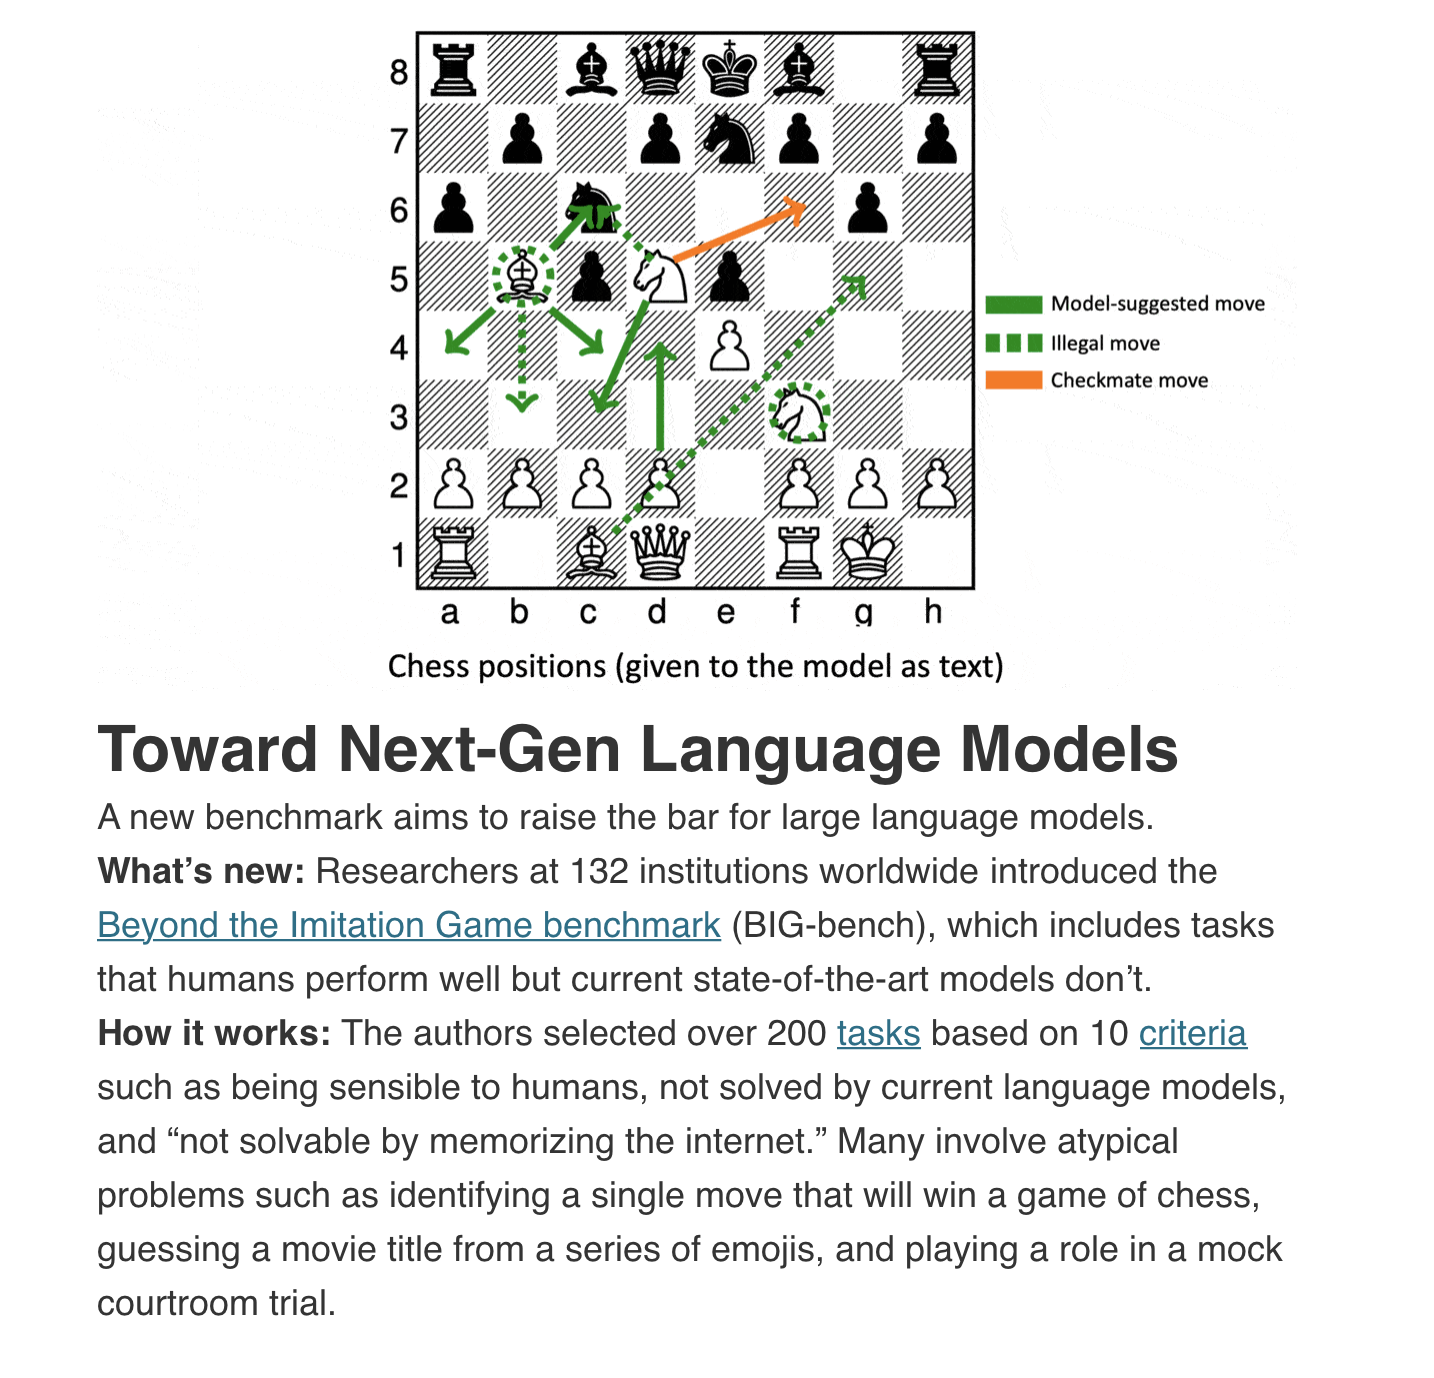 8
7
6
5
4
3
2
1
a b c d e f g h
Model-suggested move
Illegal move
Checkmate move
Chess positions (given to the model as text)
Toward Next-Gen Language Models
A new benchmark aims to raise the bar for large language models.
What’s new: Researchers at 132 institutions worldwide introduced the
Beyond the Imitation Game benchmark (BIG-bench), which includes tasks
that humans perform well but current state-of-the-art models don’t.
How it works: The authors selected over 200 tasks based on 10 criteria
such as being sensible to humans, not solved by current language models,
and “not solvable by memorizing the internet.” Many involve atypical
problems such as identifying a single move that will win a game of chess,
guessing a movie title from a series of emojis, and playing a role in a mock
courtroom trial.